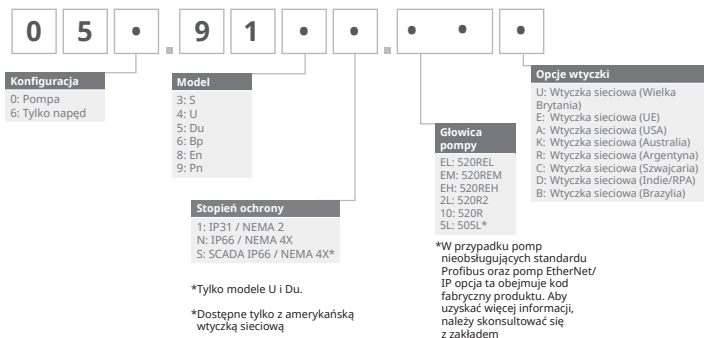 0 5 • . 9 1 • • . • • •
Konfiguracja
0: Pompa
6: Tylko napęd
Model
3: S
4: U
5: Du
6: Bp
8: En
9: Pn
Stopień ochrony
1: IP31 / NEMA 2
N: IP66 / NEMA 4X
S: SCADA IP66 / NEMA 4X*
*Tylko modele U i Du.
*Dostępne tylko z amerykańską
wtyczką sieciową
Głowica
pompy
EL: 520REL
EM: 520REM
EH: 520REH
2L: 520R2
10: 520R
5L: 505L*
*W przypadku pomp
nieobsługujących standardu
Profibus oraz pomp EtherNet/
IP opcja ta obejmuje kod
fabryczny produktu. Aby
uzyskać więcej informacji,
należy skonsultować się
z zakładem
Opcje wtyczki
U: Wtyczka sieciowa (Wielka
Brytania)
E: Wtyczka sieciowa (UE)
A: Wtyczka sieciowa (USA)
K: Wtyczka sieciowa (Australia)
R: Wtyczka sieciowa (Argentyna)
C: Wtyczka sieciowa (Szwajcaria)
D: Wtyczka sieciowa (Indie/RPA)
B: Wtyczka sieciowa (Brazylia)